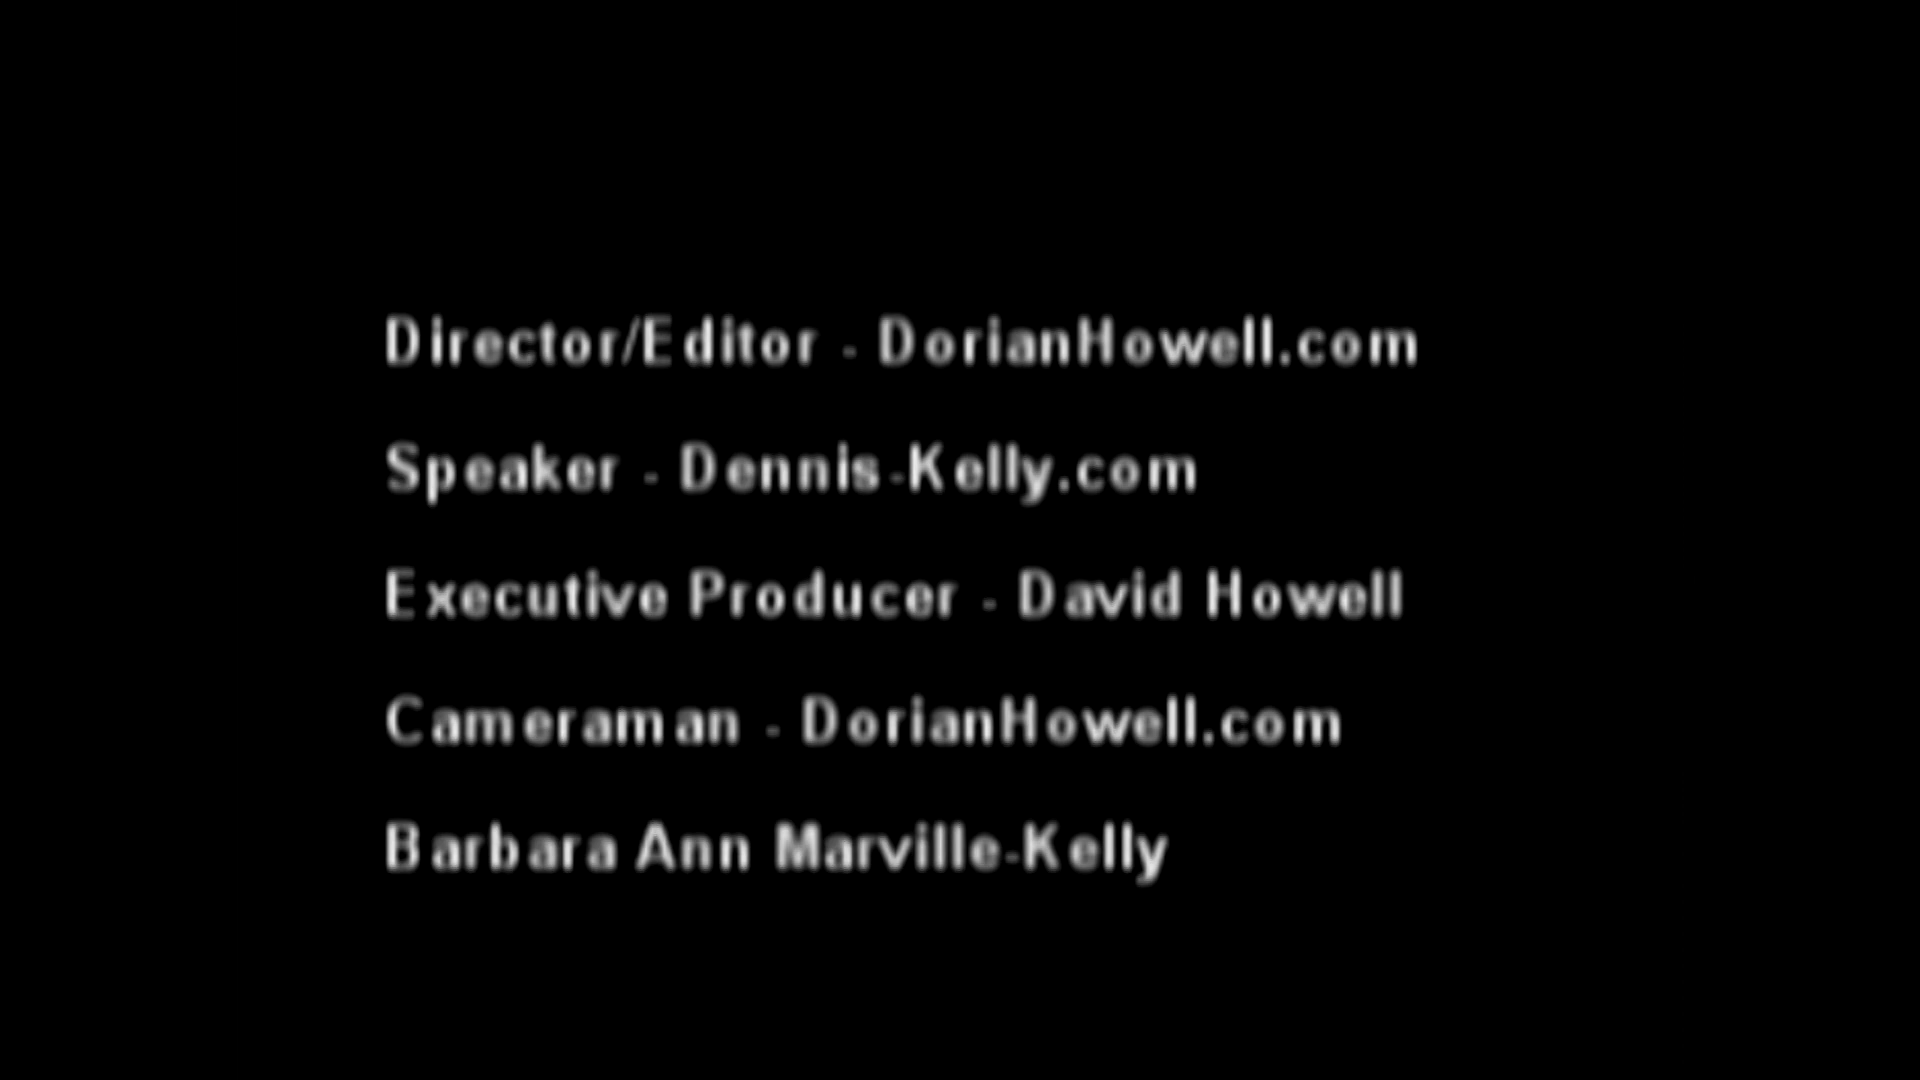 Director/Editor - DorianHowell.com
Speaker - Dennis-Kelly.com
Executive Producer - David Howell
Cameraman - DorianHowell.com
Barbara Ann Marville-Kelly